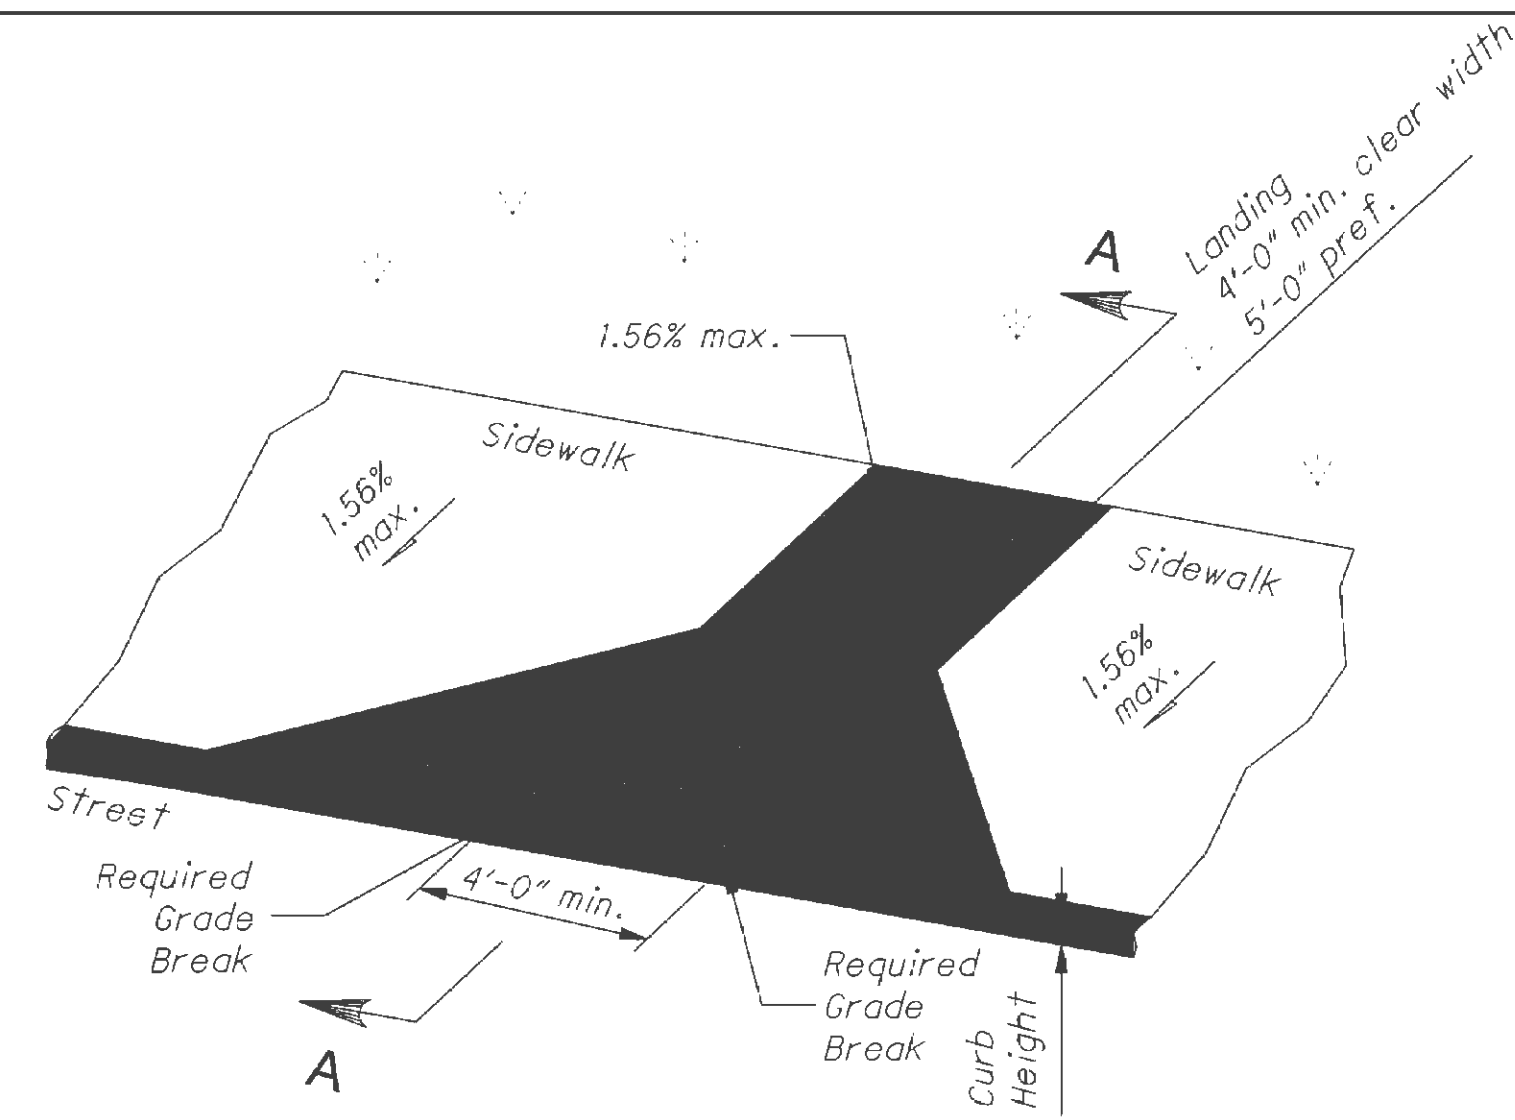 Landing
4'-0" min. clear width
5'-0" pref.
A
1.56% max.
Sidewalk
1.56%
max.
Sidewalk
1.56%
max.
Street
Required
Grade
Break
4'-0" min.
Required
Grade
Break
Curb
Height
A